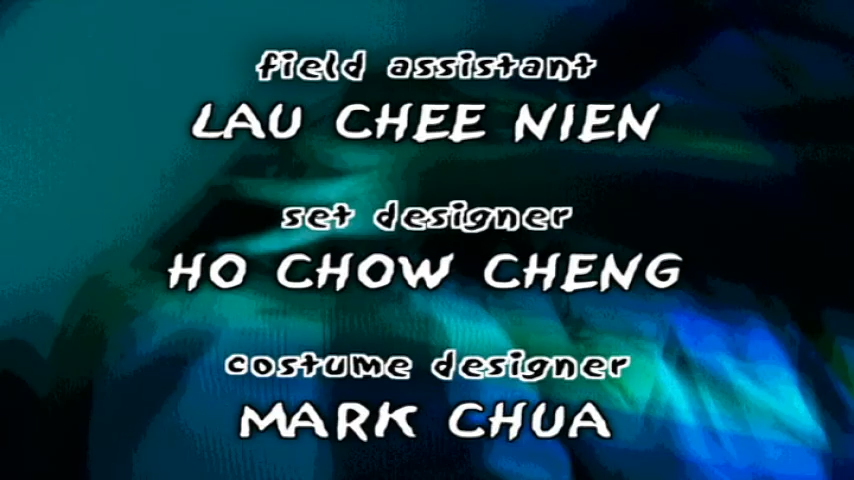 field assistant
LAU CHEE NIEN
set designer
HO CHOW CHENG
costume designer
MARK CHUA